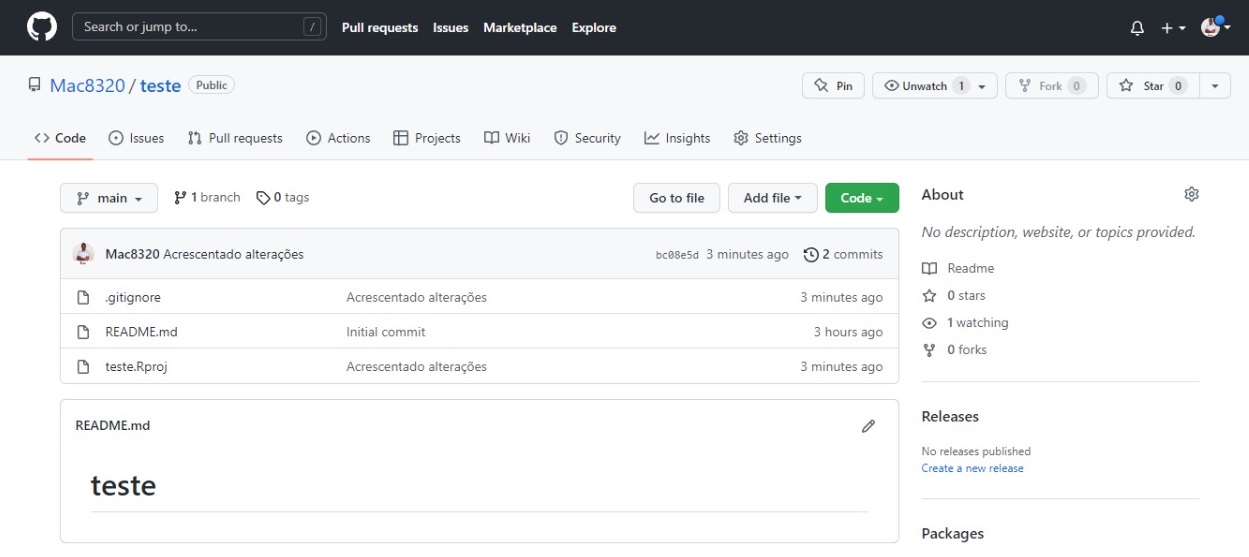 Search or jump to... /
Pull requests Issues Marketplace Explore
Mac8320 / teste Public
Pin Unwatch 1 Fork 0 Star 0
Code Issues Pull requests Actions Projects Wiki Security Insights Settings
main 1 branch 0 tags Go to file Add file Code
Mac8320 Acrescentado alterações bc08e5d 3 minutes ago 2 commits
.gitignore Acrescentado alterações 3 minutes ago
README.md Initial commit 3 hours ago
teste.Rproj Acrescentado alterações 3 minutes ago
README.md
teste
About
No description, website, or topics provided.
Readme
0 stars
1 watching
0 forks
Releases
No releases published
Create a new release
Packages